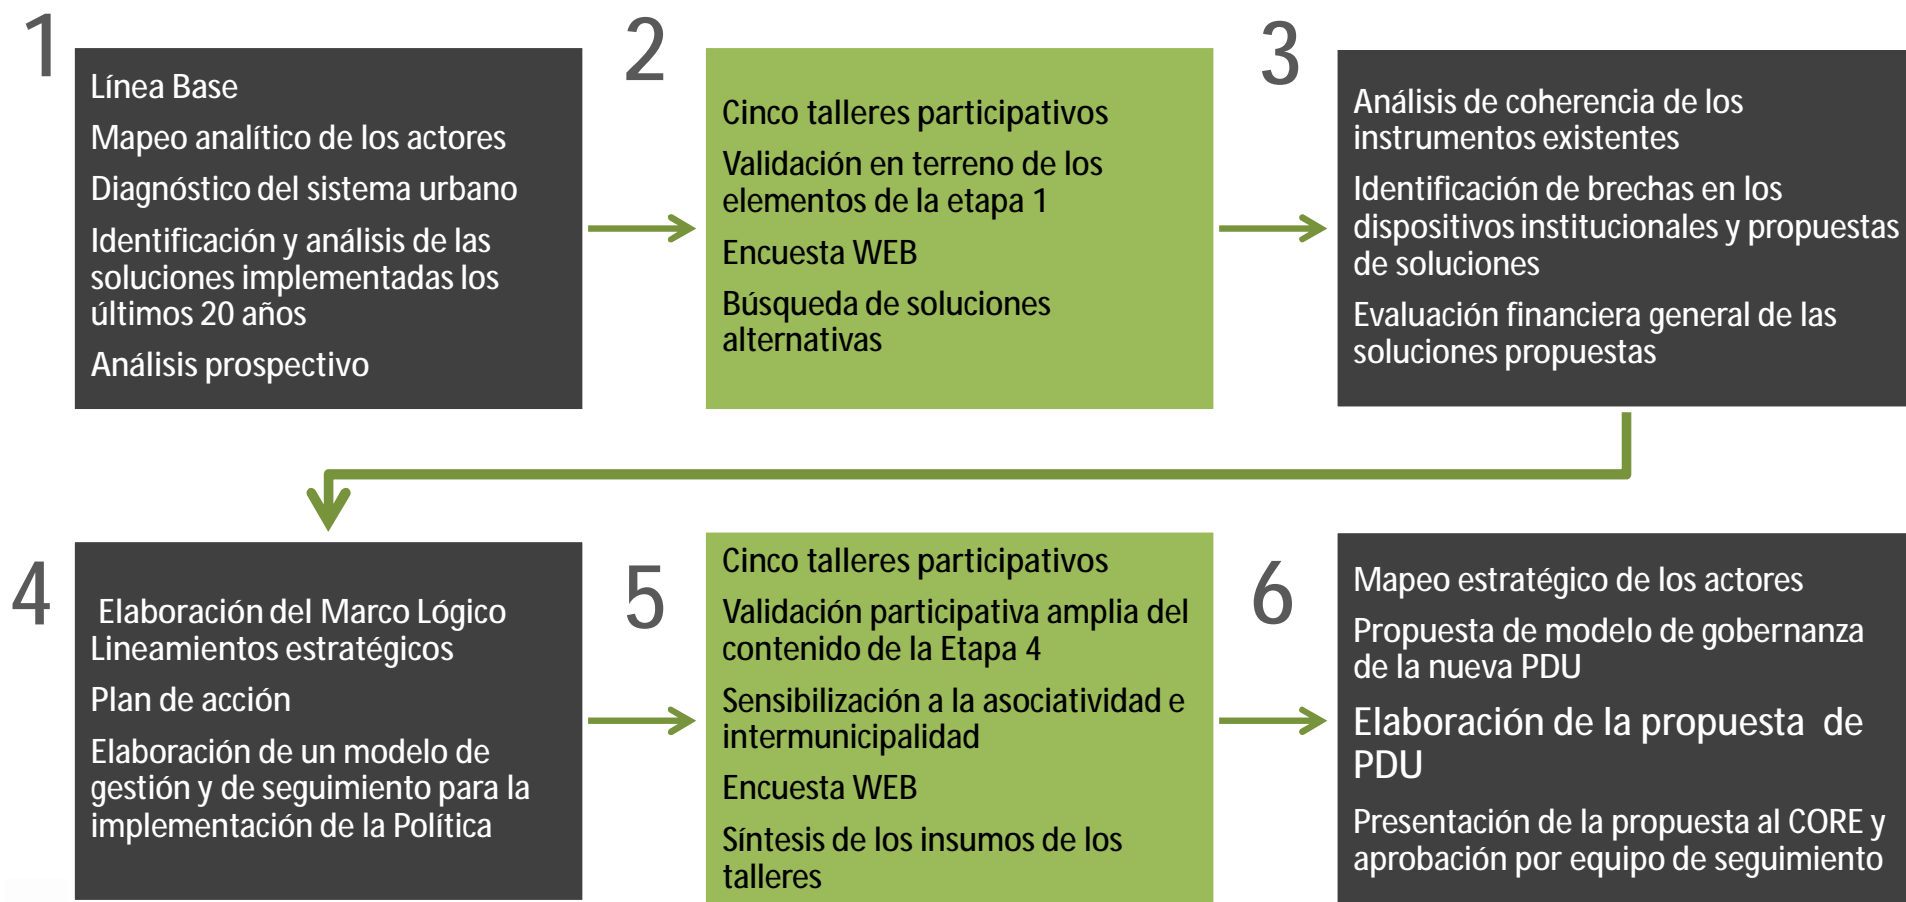 1
Línea Base
Mapeo analítico de los actores
Diagnóstico del sistema urbano
Identificación y análisis de las
soluciones implementadas los
últimos 20 años
Análisis prospectivo
2
Cinco talleres participativos
Validación en terreno de los
elementos de la etapa 1
Encuesta WEB
Búsqueda de soluciones
alternativas
3
Análisis de coherencia de los
instrumentos existentes
Identificación de brechas en los
dispositivos institucionales y propuestas
de soluciones
Evaluación financiera general de las
soluciones propuestas
4
Elaboración del Marco Lógico
Lineamientos estratégicos
Plan de acción
Elaboración de un modelo de
gestión y de seguimiento para la
implementación de la Política
5
Cinco talleres participativos
Validación participativa amplia del
contenido de la Etapa 4
Sensibilización a la asociatividad e
intermunicipalidad
Encuesta WEB
Síntesis de los insumos de los
talleres
6
Mapeo estratégico de los actores
Propuesta de modelo de gobernanza
de la nueva PDU
Elaboración de la propuesta de
PDU
Presentación de la propuesta al CORE y
aprobación por equipo de seguimiento